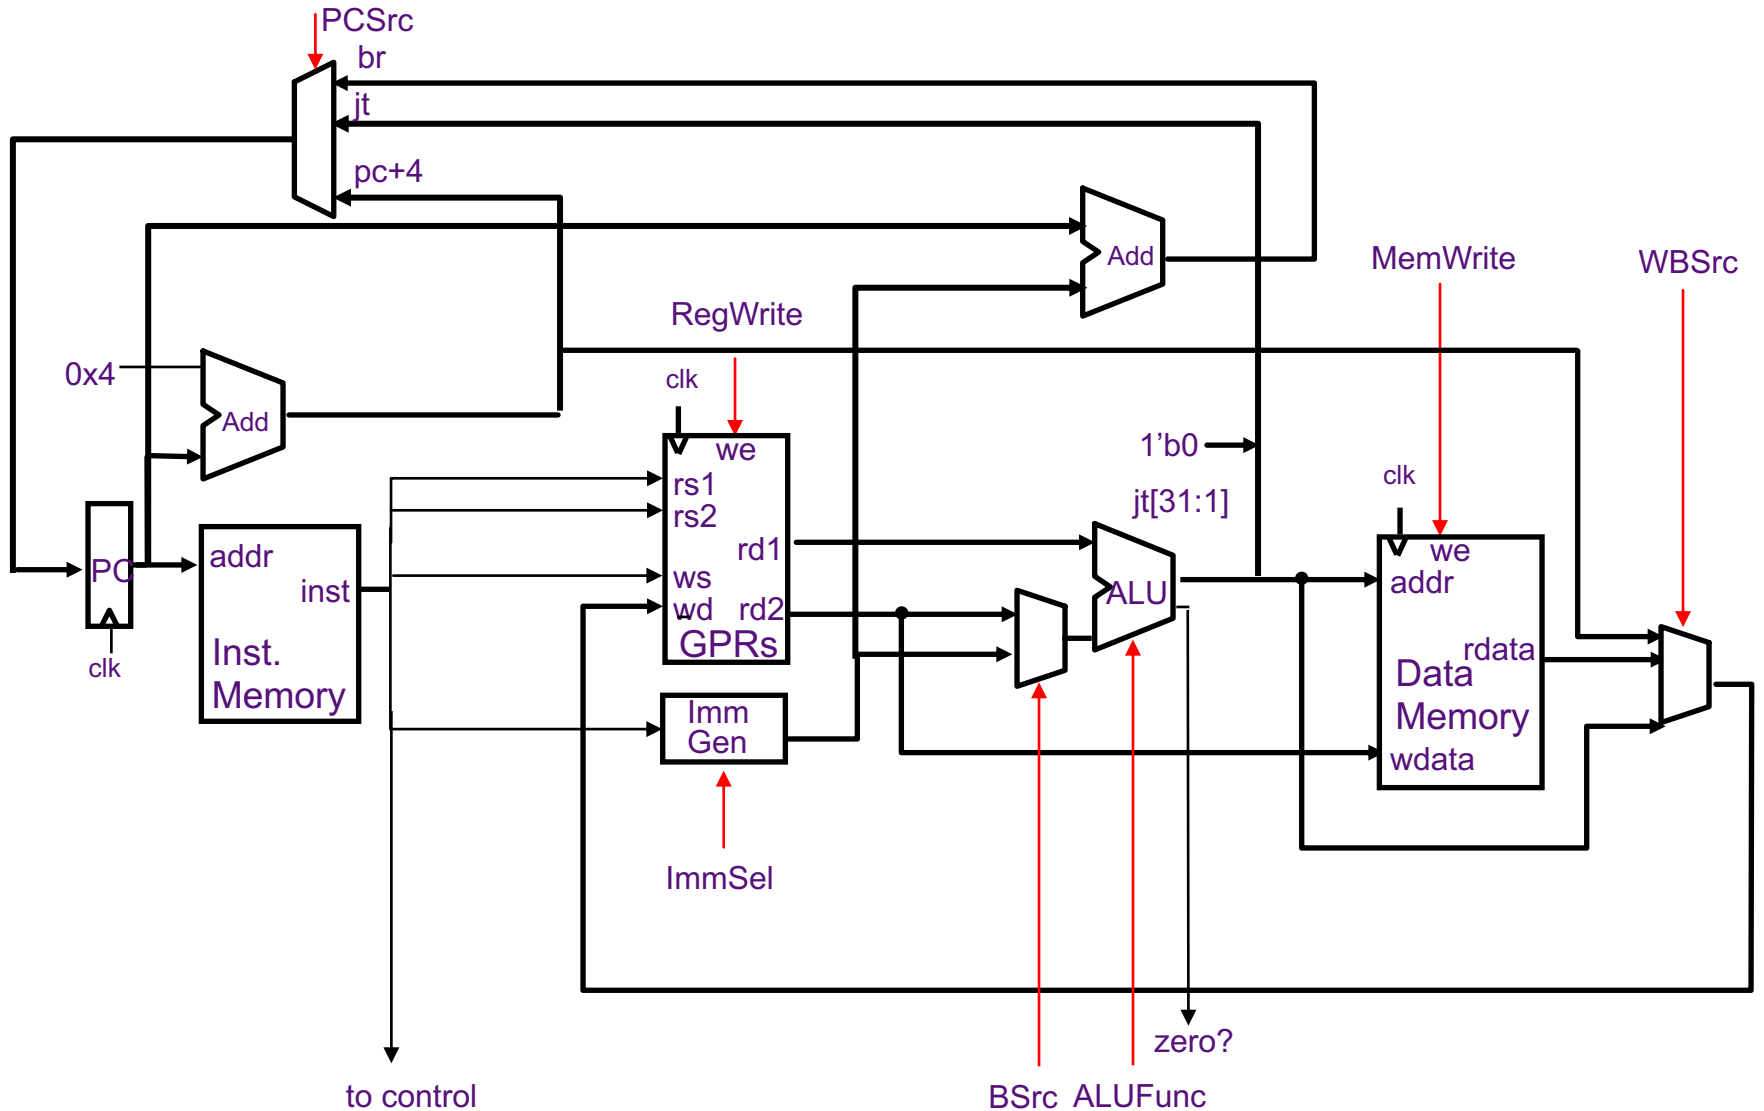 PCSrc
br
jt
pc+4
Add
MemWrite
WBSrc
RegWrite
0x4
Add
clk
we
1'b0
rs1
clk
rs2
jt[31:1]
rd1
we
PC
addr
addr
inst
ws
ALU
wd
rd2
GPRs
Inst.
Memory
clk
rdata
Data
Memory
Imm
Gen
wdata
ImmSel
zero?
to control
BSrc
ALUFunc